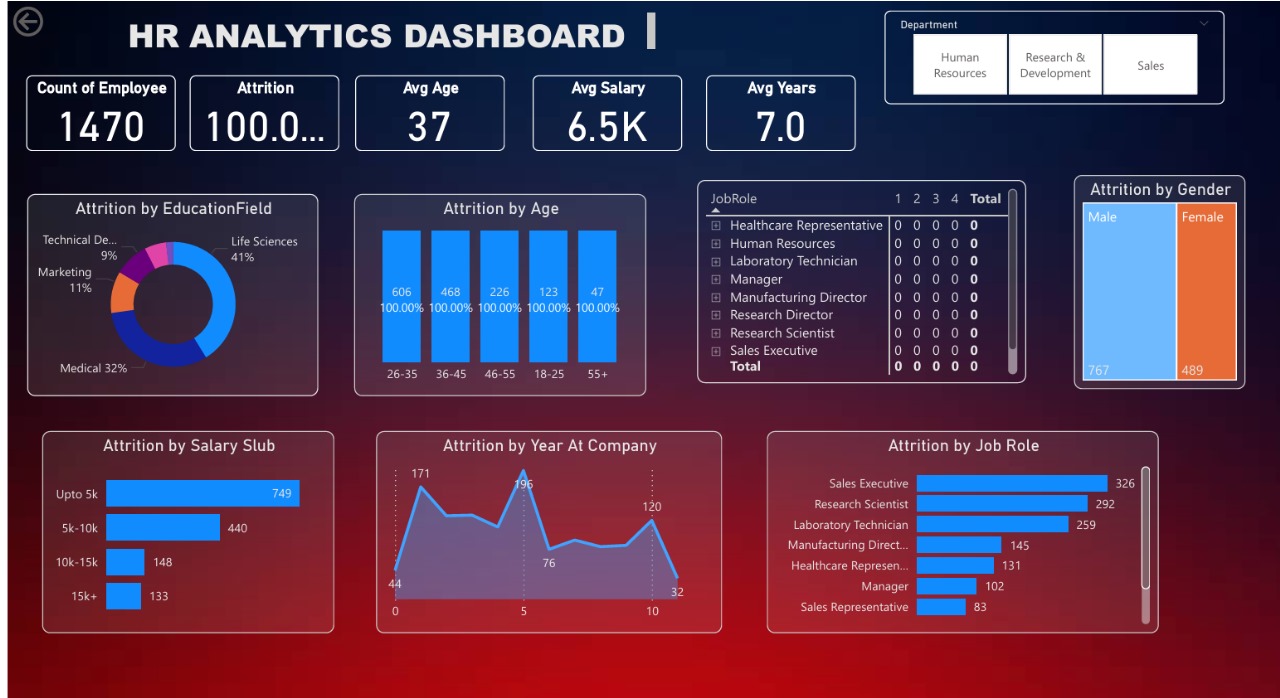 HR ANALYTICS DASHBOARD
Department
Human Resources
Research & Development
Sales
Count of Employee
1470
Attrition
100.0...
Avg Age
37
Avg Salary
6.5K
Avg Years
7.0
Attrition by EducationField
Technical De... 9%
Life Sciences 41%
Marketing 11%
Medical 32%
Attrition by Age
606 468 226 123 47
100.00% 100.00% 100.00% 100.00% 100.00%
26-35 36-45 46-55 18-25 55+
JobRole 1 2 3 4 Total
Healthcare Representative 0 0 0 0 0
Human Resources 0 0 0 0 0
Laboratory Technician 0 0 0 0 0
Manager 0 0 0 0 0
Manufacturing Director 0 0 0 0 0
Research Director 0 0 0 0 0
Research Scientist 0 0 0 0 0
Sales Executive 0 0 0 0 0
Total 0 0 0 0 0
Attrition by Gender
Male Female
767 489
Attrition by Salary Slub
Upto 5k 749
5k-10k 440
10k-15k 148
15k+ 133
Attrition by Year At Company
171
196
120
76
44
32
0 5 10
Attrition by Job Role
Sales Executive 326
Research Scientist 292
Laboratory Technician 259
Manufacturing Direct... 145
Healthcare Represen... 131
Manager 102
Sales Representative 83